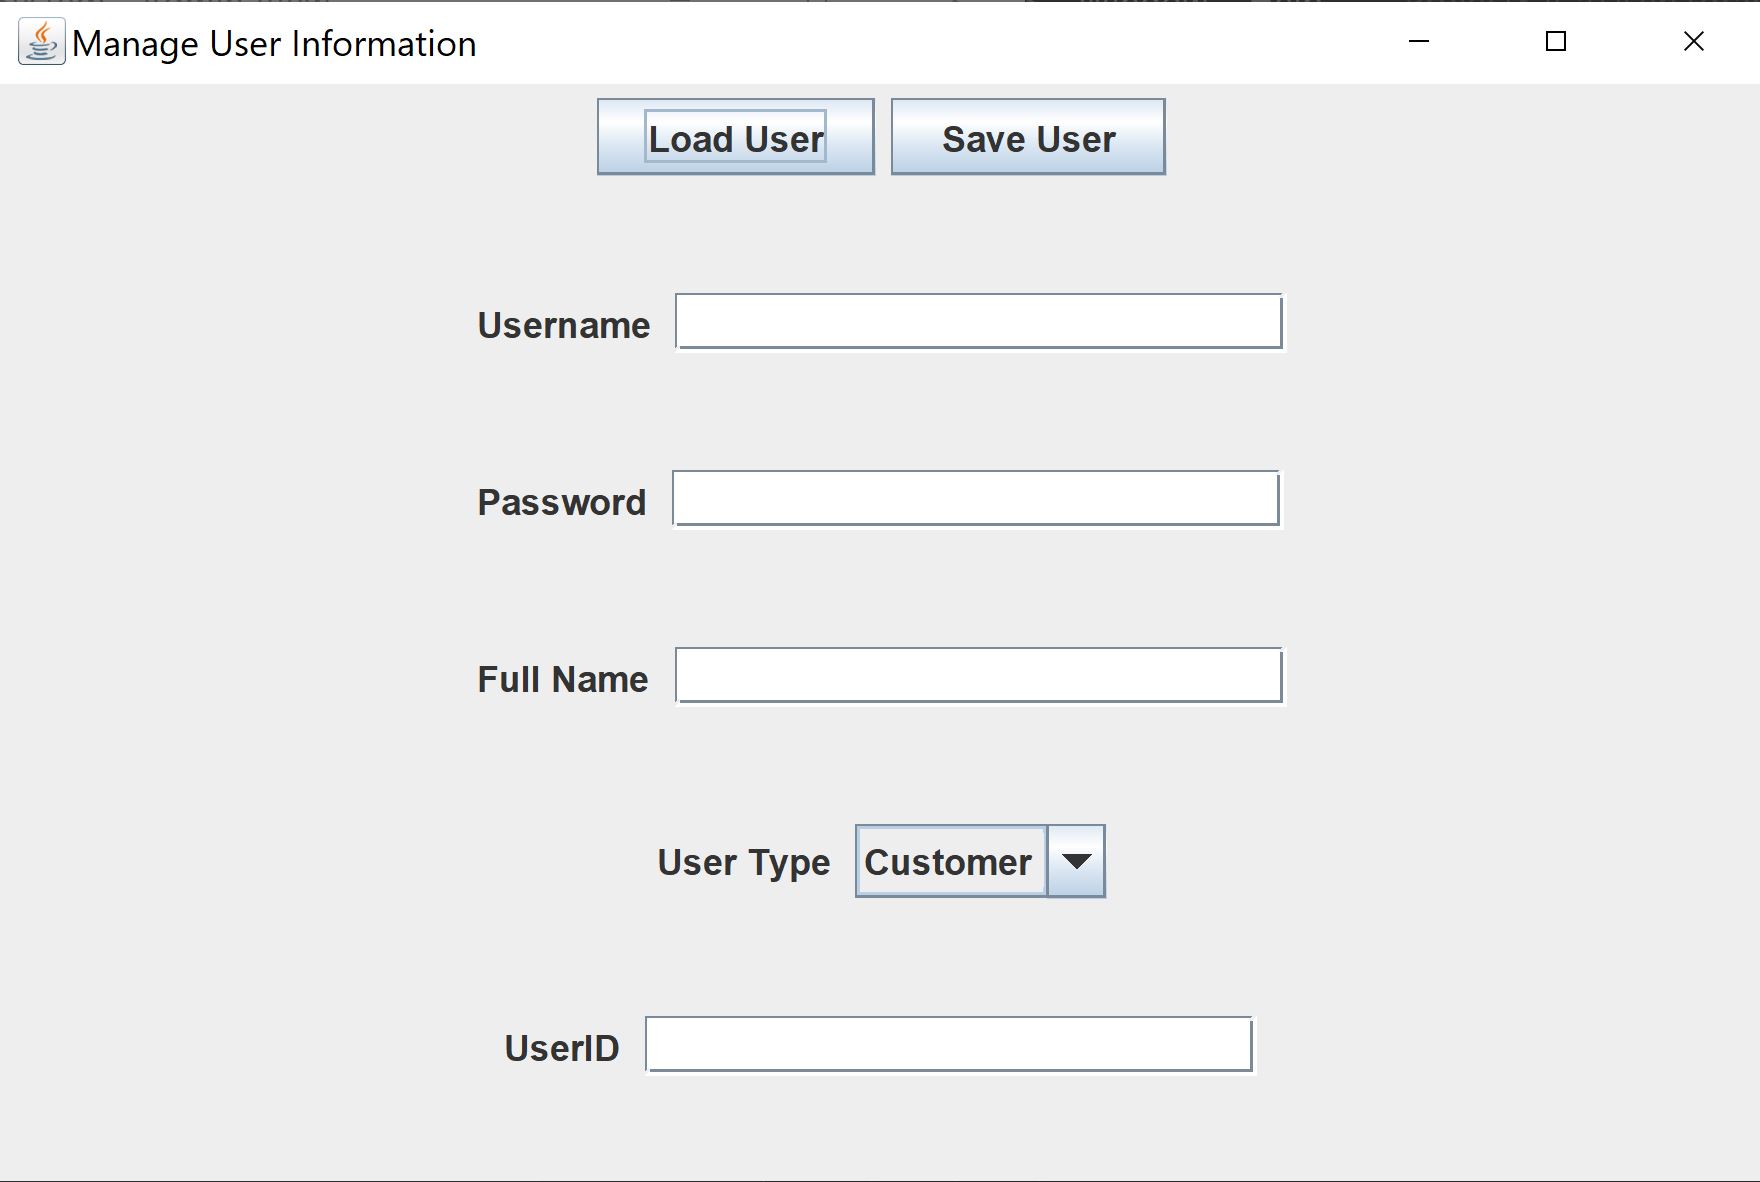 Manage User Information
Load User Save User
Username
Password
Full Name
User Type Customer
UserID